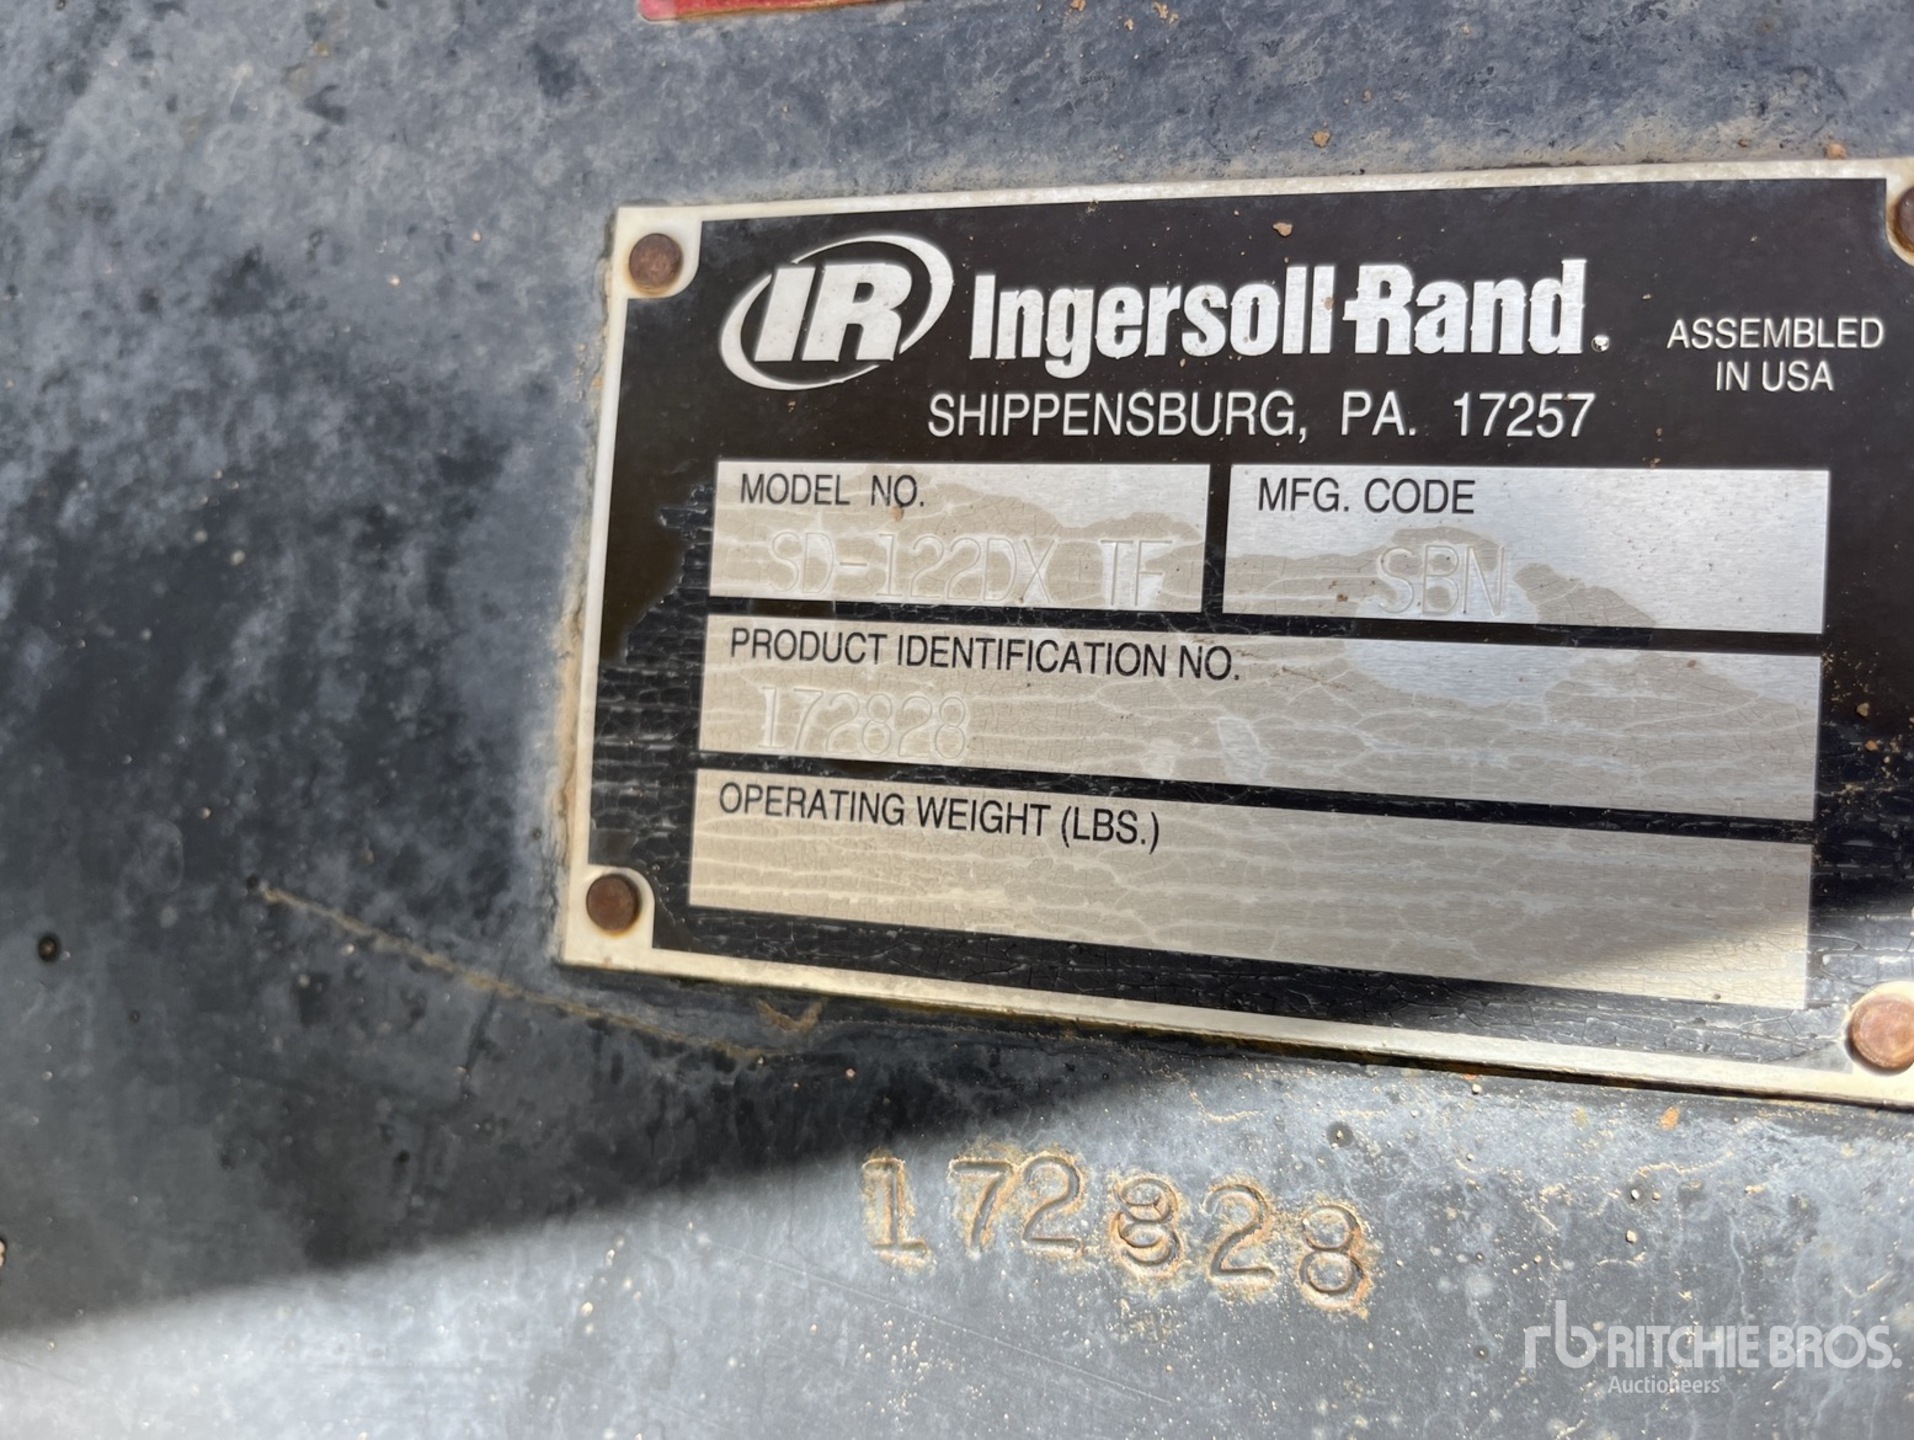 IR Ingersoll-Rand.
SHIPPENSBURG, PA. 17257
ASSEMBLED
IN USA
MODEL NO.
SD-122DX TF
MFG. CODE
SBN
PRODUCT IDENTIFICATION NO.
172828
OPERATING WEIGHT (LBS.)
172828
rb RITCHIE BROS.
Auctioneers